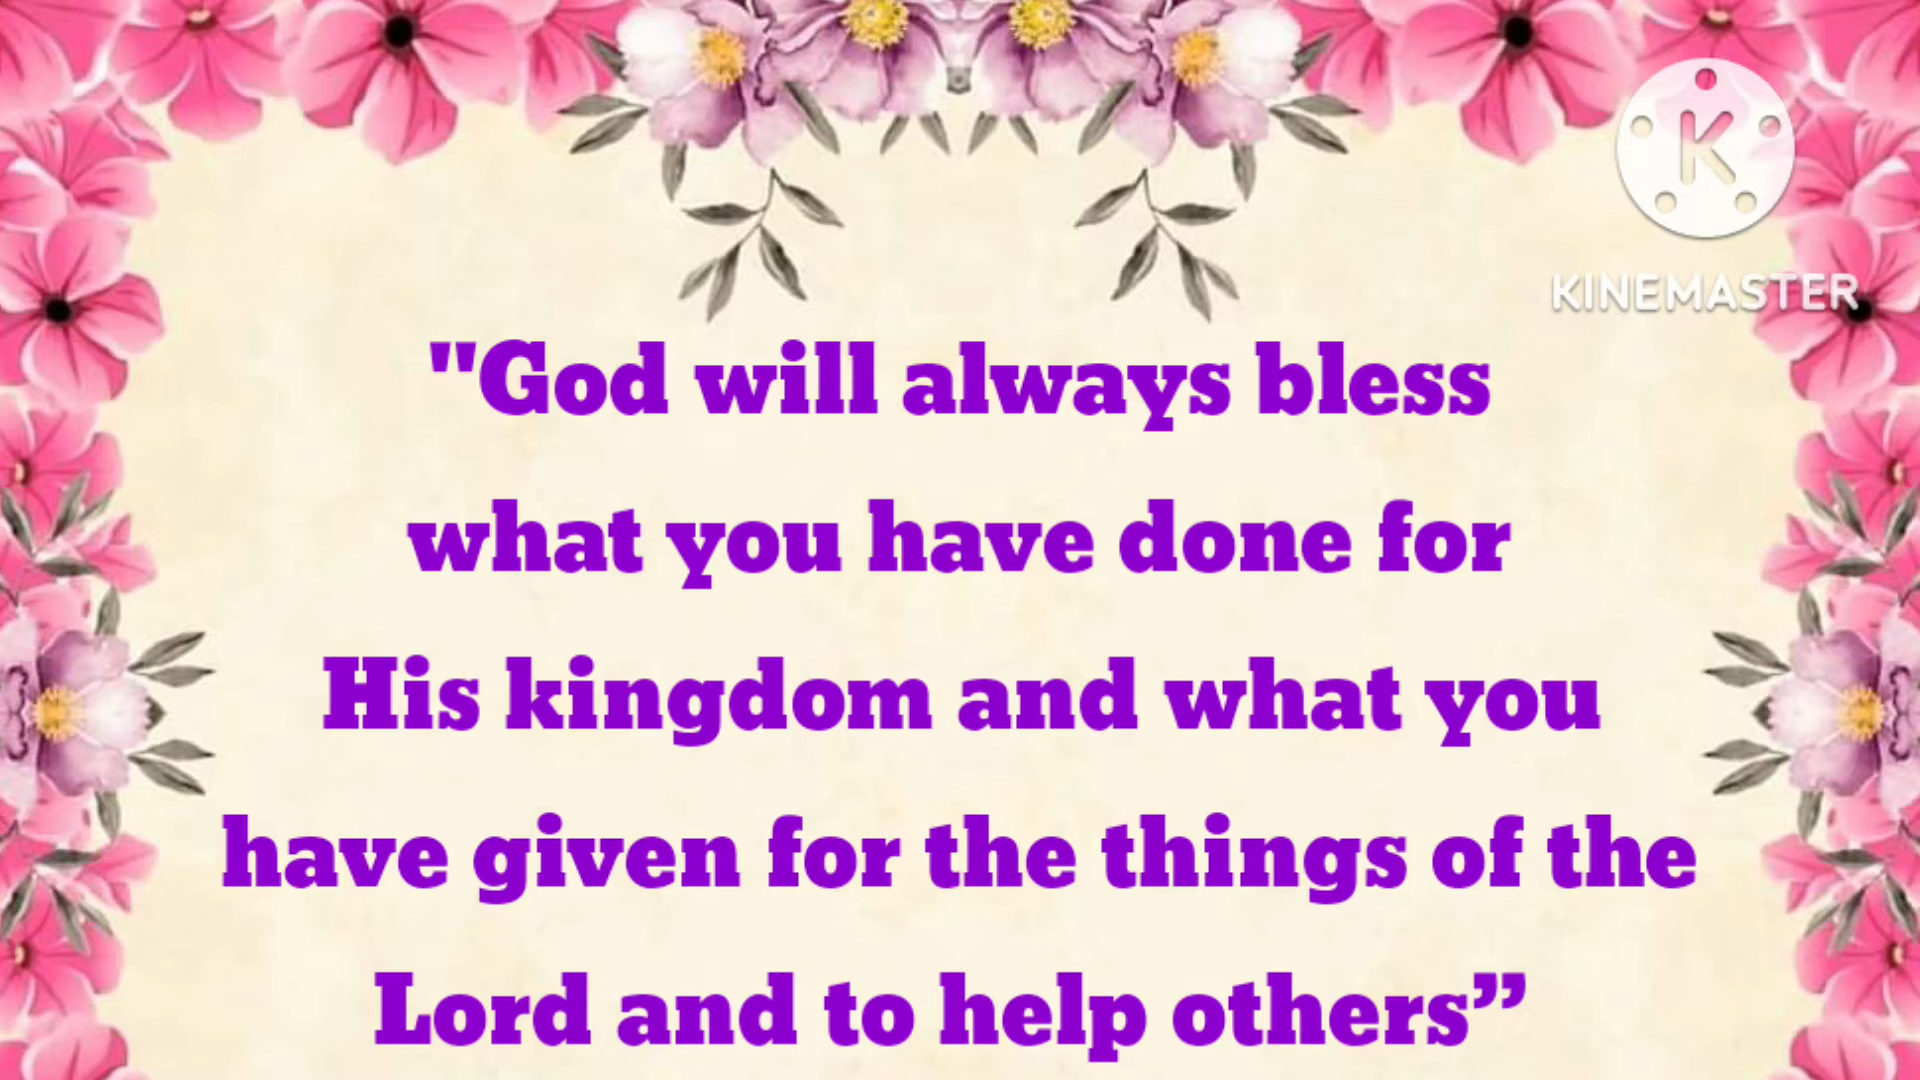 K
KINEMASTER
"God will always bless
what you have done for
His kingdom and what you
have given for the things of the
Lord and to help others”